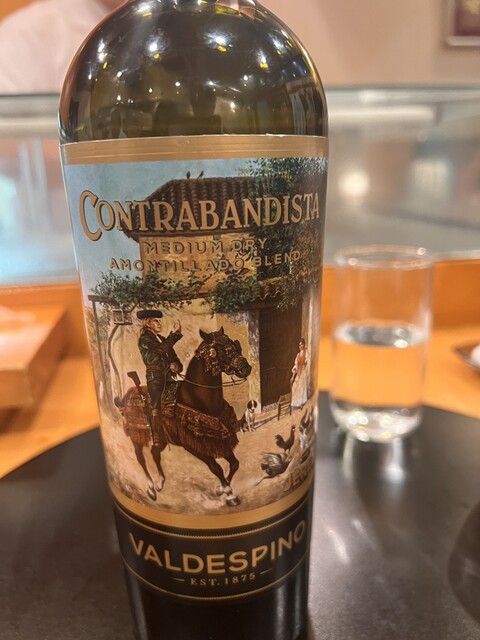 CONTRABANDISTA
MEDIUM DRY
AMONTILLADO BLEND
VALDESPINO
EST. 1875